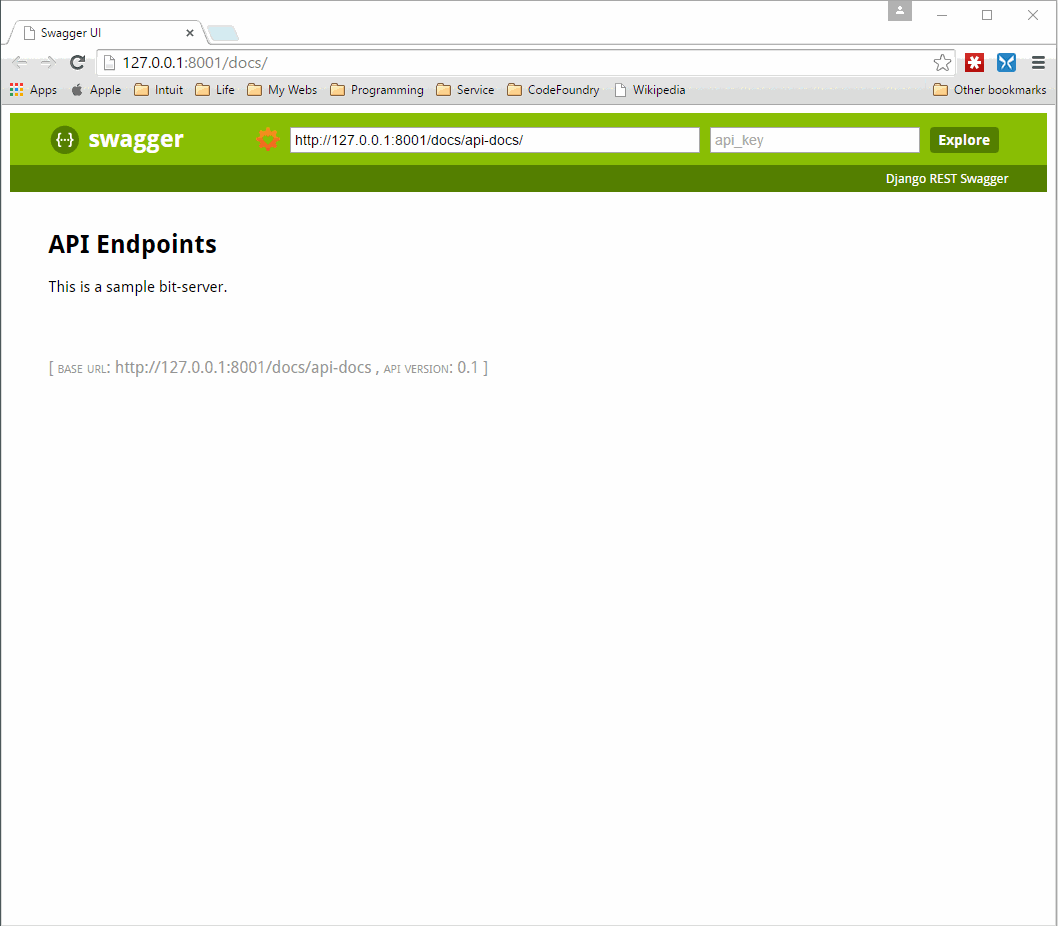 Swagger UI
127.0.0.1:8001/docs/
Apps Apple Intuit Life My Webs Programming Service CodeFoundry Wikipedia Other bookmarks
{··} swagger http://127.0.0.1:8001/docs/api-docs/ api_key Explore
Django REST Swagger
API Endpoints
This is a sample bit-server.
[ BASE URL: http://127.0.0.1:8001/docs/api-docs , API VERSION: 0.1 ]